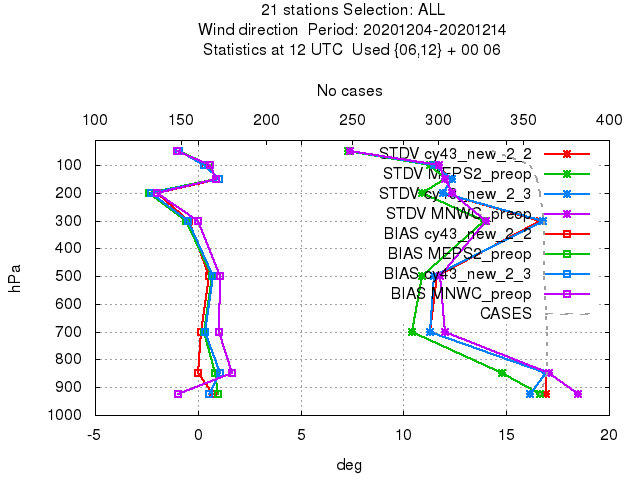 21 stations Selection: ALL
Wind direction  Period: 20201204-20201214
Statistics at 12 UTC  Used {06,12} + 00 06
No cases
100 150 200 250 300 350 400
STDV cy43_new_2_2
STDV MEPS2_preop
STDV cy43_new_2_3
STDV MNWC_preop
BIAS cy43_new_2_2
BIAS MEPS2_preop
BIAS cy43_new_2_3
BIAS MNWC_preop
CASES
100
200
300
400
500
600
700
800
900
1000
hPa
-5 0 5 10 15 20
deg